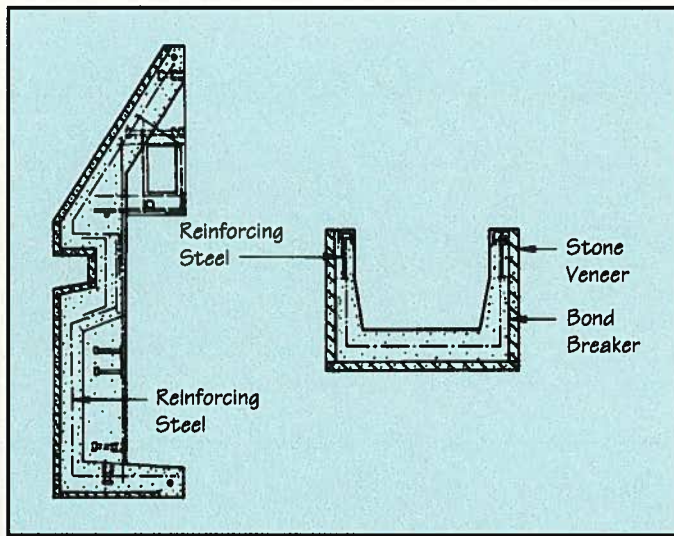 Reinforcing
Steel
Stone
Veneer
Bond
Breaker
Reinforcing
Steel